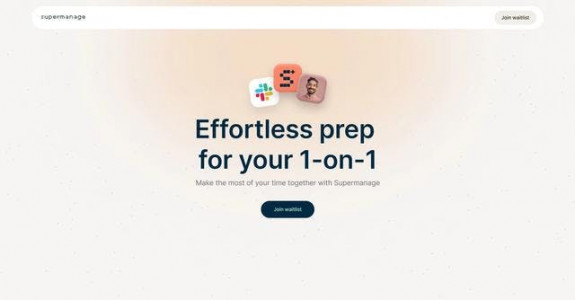 supermanage
Join waitlist
Effortless prep
for your 1-on-1
Make the most of your time together with Supermanage
Join waitlist